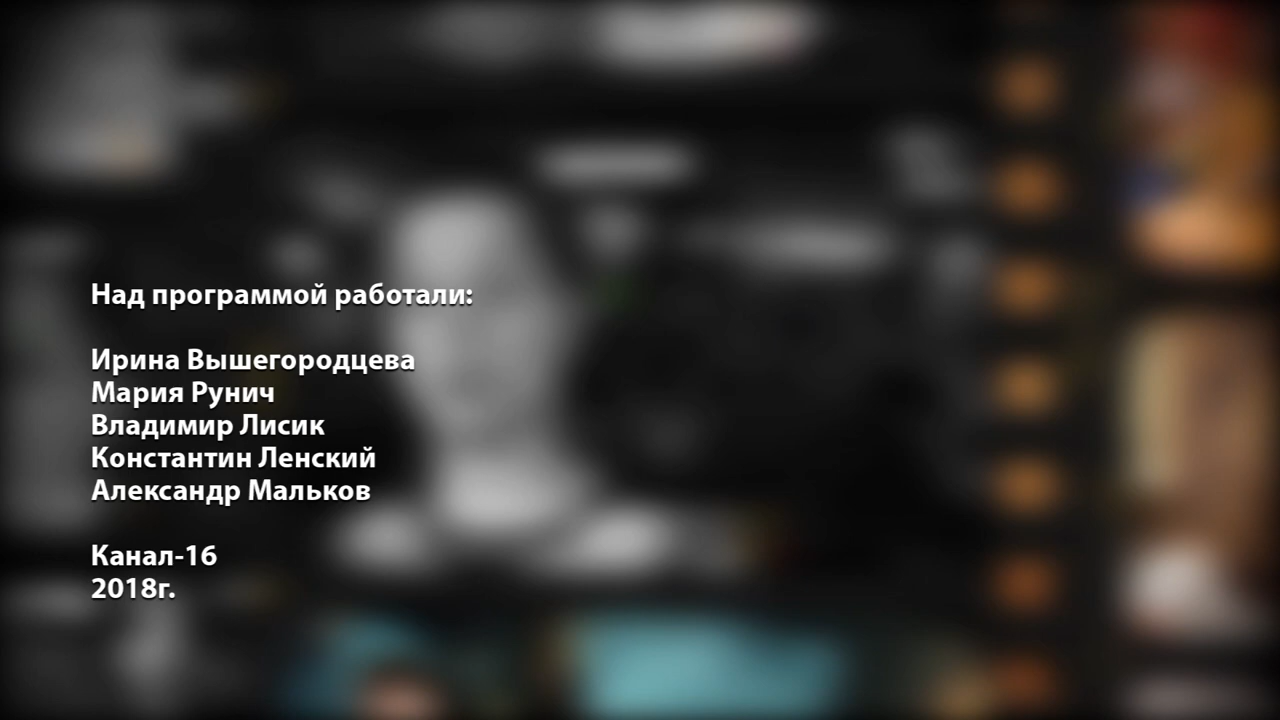 Над программой работали:
Ирина Вышегородцева
Мария Рунич
Владимир Лисик
Константин Ленский
Александр Мальков
Канал-16
2018г.